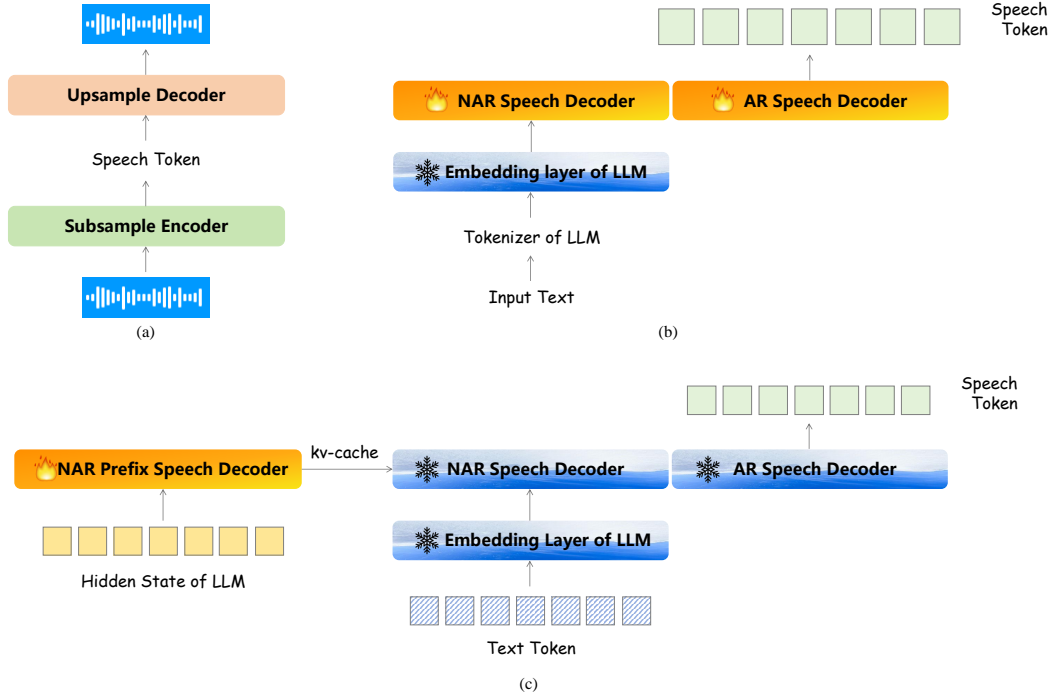 Upsample Decoder
Speech Token
Subsample Encoder
(a)
Speech
Token
NAR Speech Decoder
AR Speech Decoder
Embedding layer of LLM
Tokenizer of LLM
Input Text
(b)
Speech
Token
NAR Prefix Speech Decoder
kv-cache
NAR Speech Decoder
AR Speech Decoder
Embedding Layer of LLM
Hidden State of LLM
Text Token
(c)